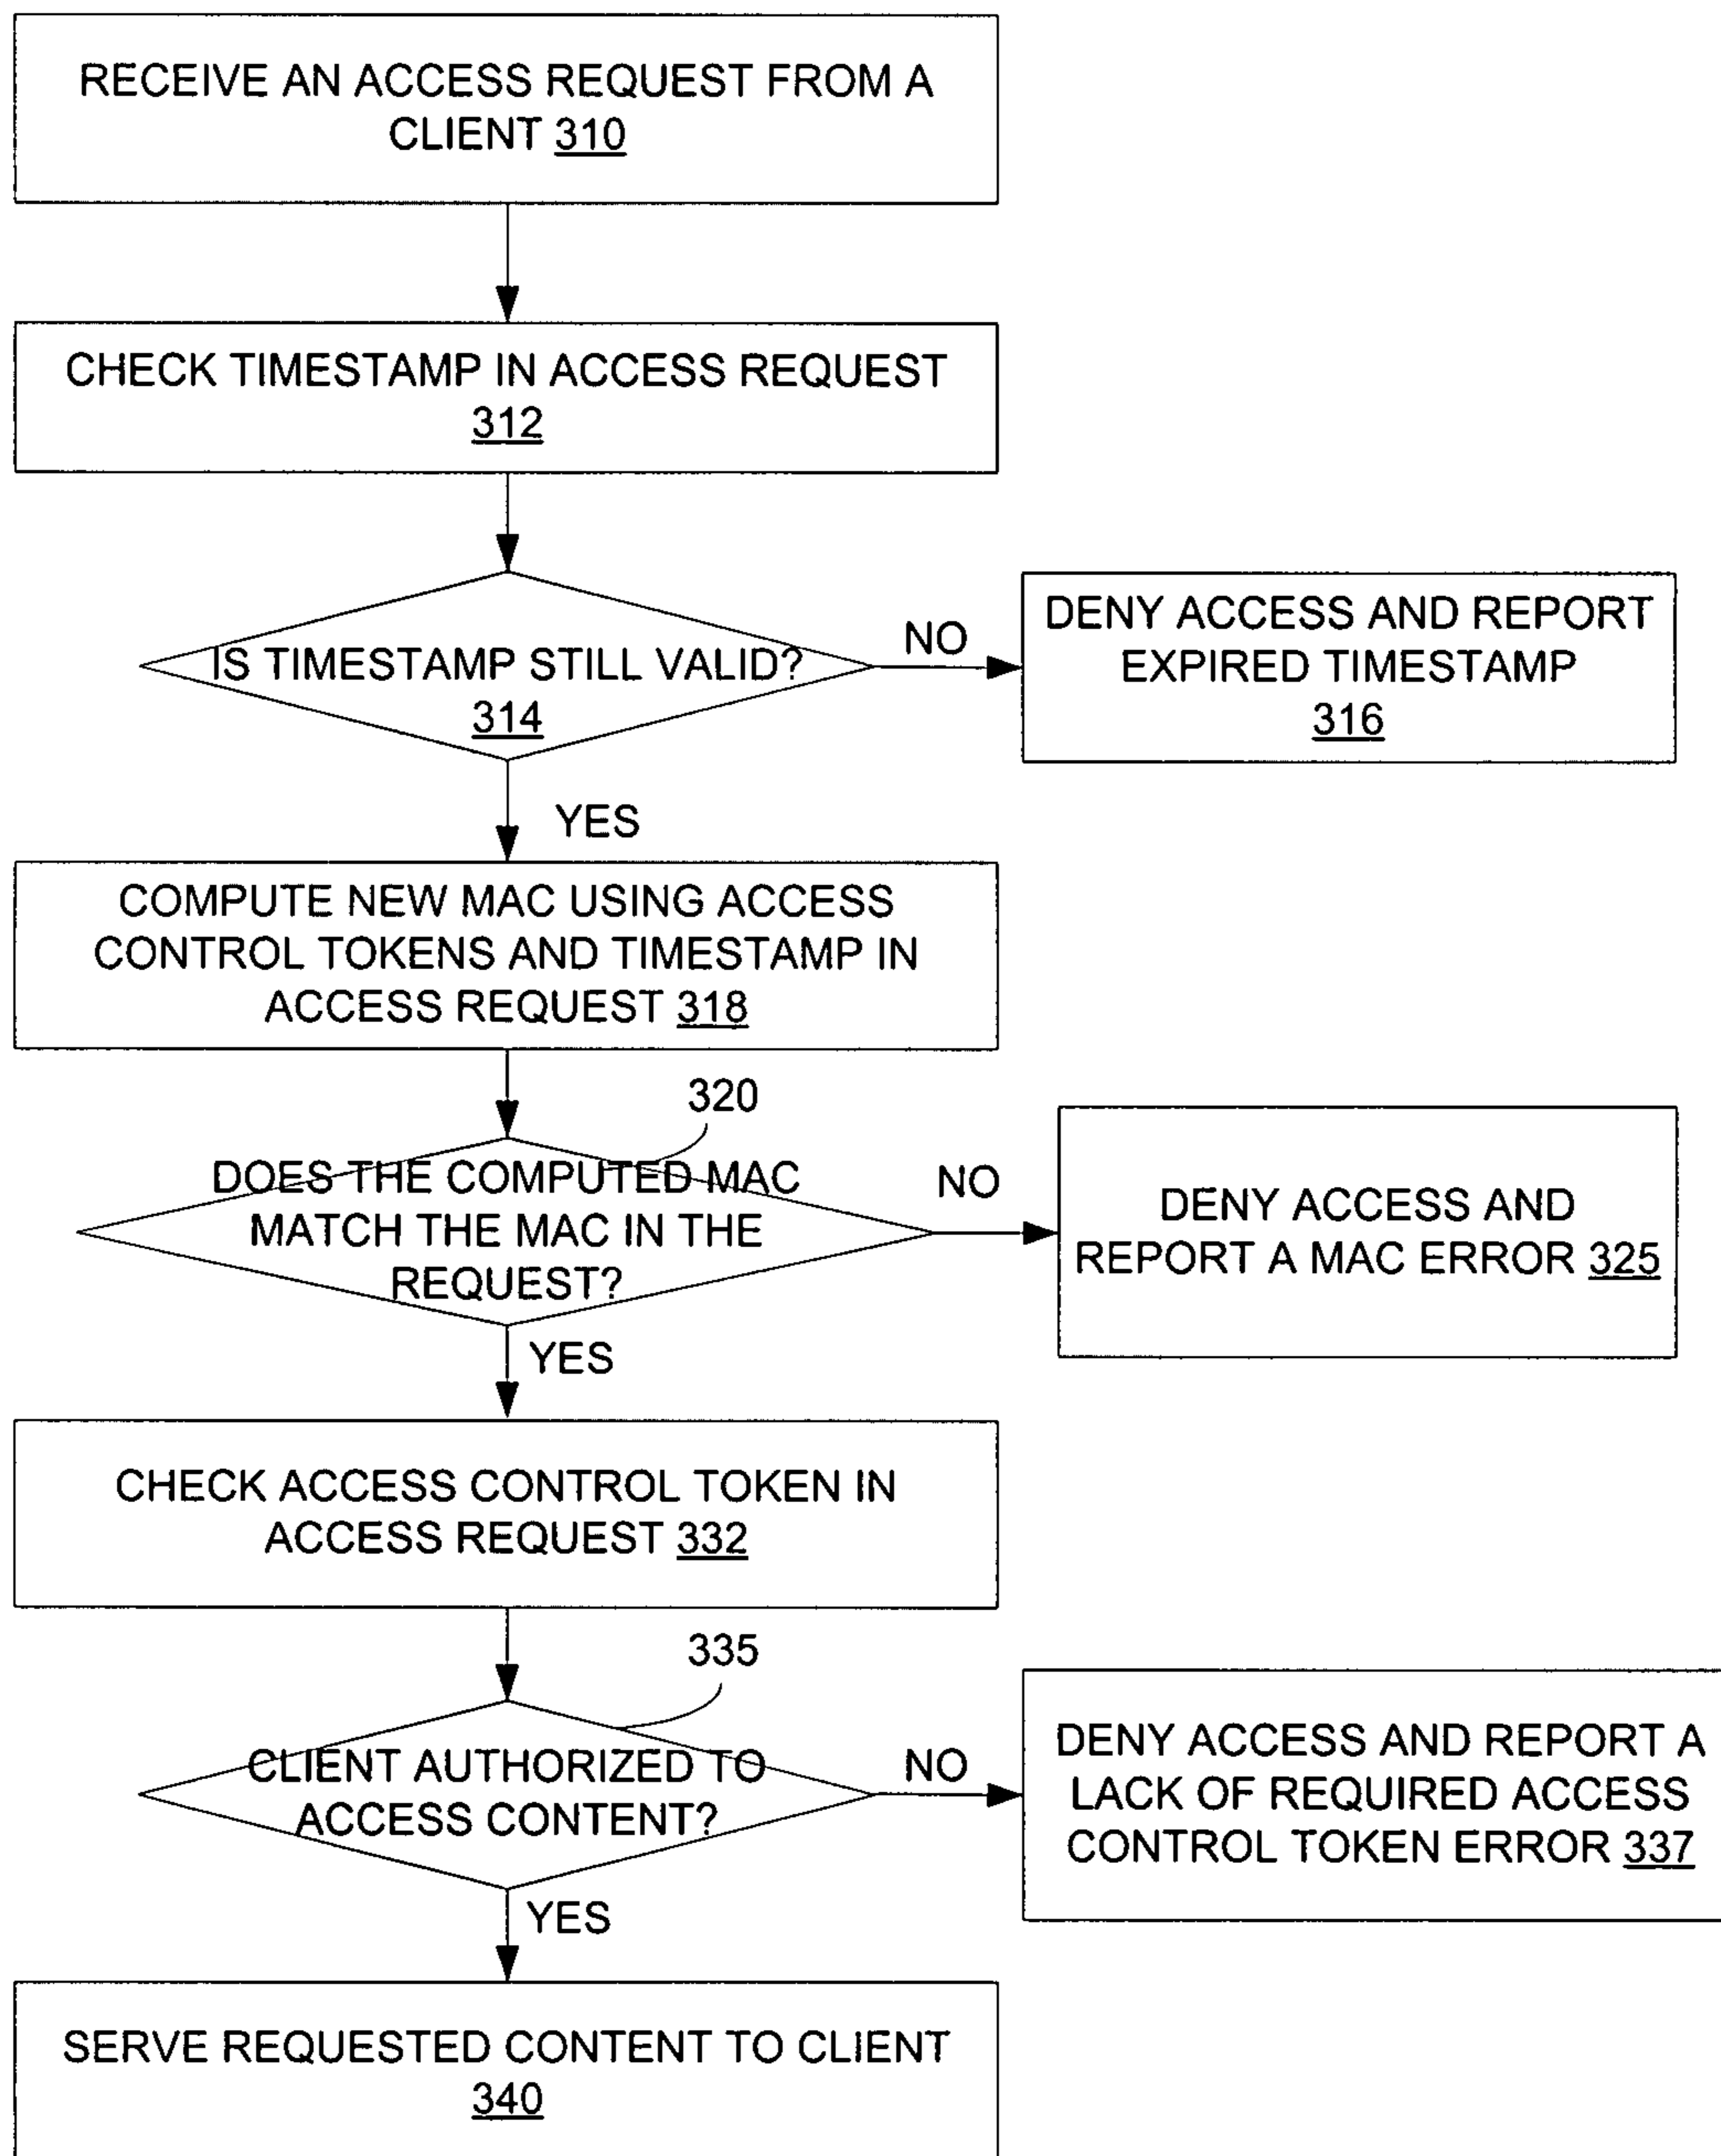 RECEIVE AN ACCESS REQUEST FROM A
CLIENT 310
CHECK TIMESTAMP IN ACCESS REQUEST
312
IS TIMESTAMP STILL VALID?
314
NO
DENY ACCESS AND REPORT
EXPIRED TIMESTAMP
316
YES
COMPUTE NEW MAC USING ACCESS
CONTROL TOKENS AND TIMESTAMP IN
ACCESS REQUEST 318
320
DOES THE COMPUTED MAC
MATCH THE MAC IN THE
REQUEST?
NO
DENY ACCESS AND
REPORT A MAC ERROR 325
YES
CHECK ACCESS CONTROL TOKEN IN
ACCESS REQUEST 332
335
CLIENT AUTHORIZED TO
ACCESS CONTENT?
NO
DENY ACCESS AND REPORT A
LACK OF REQUIRED ACCESS
CONTROL TOKEN ERROR 337
YES
SERVE REQUESTED CONTENT TO CLIENT
340